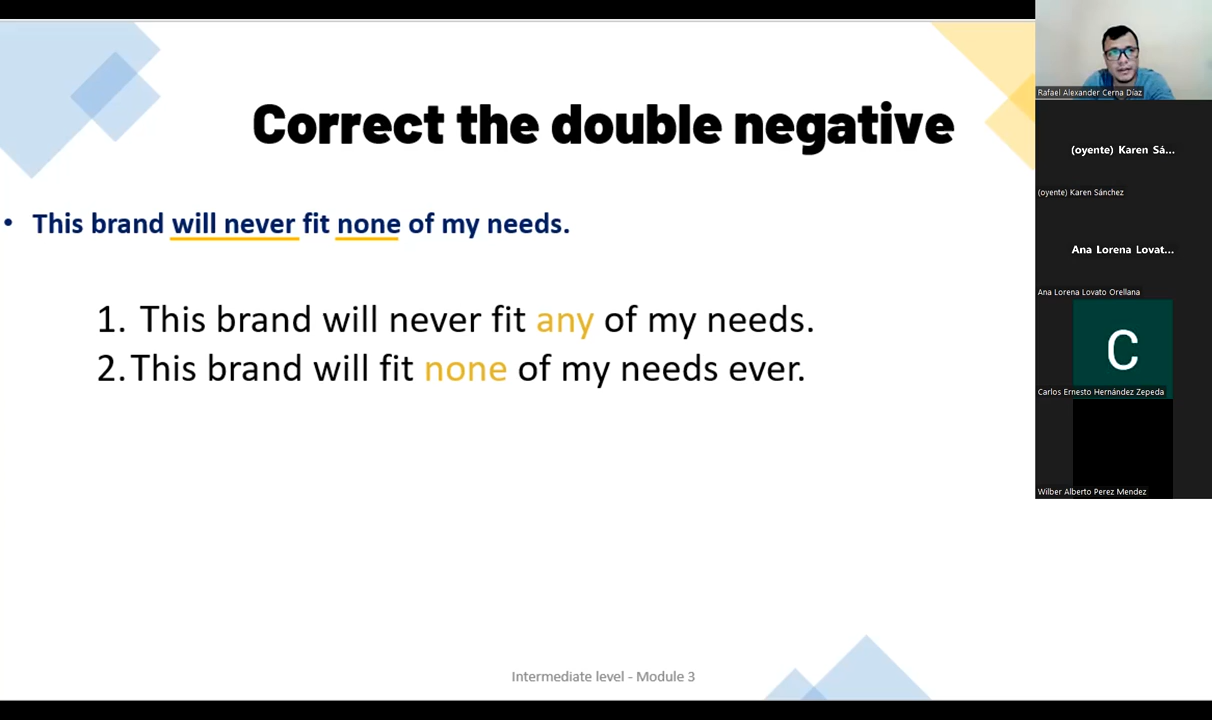 Correct the double negative
• This brand will never fit none of my needs.
1. This brand will never fit any of my needs.
2. This brand will fit none of my needs ever.
Intermediate level - Module 3
Rafael Alexander Cerna Díaz
(oyente) Karen Sá...
(oyente) Karen Sánchez
Ana Lorena Lovat...
Ana Lorena Lovato Orellana
C
Carlos Ernesto Hernández Zepeda
Wilber Alberto Perez Mendez